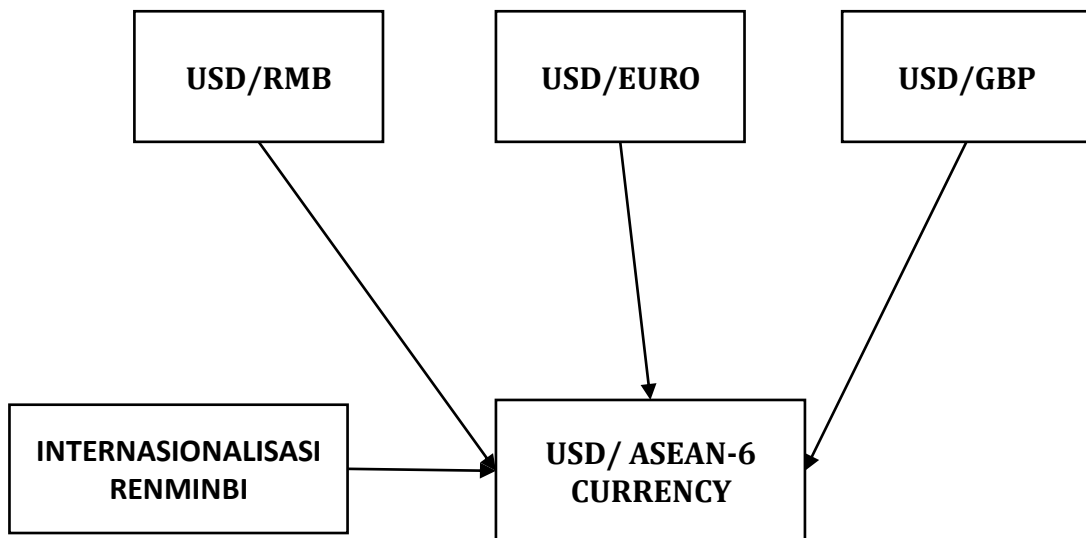 USD/RMB
USD/EURO
USD/GBP
INTERNASIONALISASI
RENMINBI
USD/ ASEAN-6
CURRENCY